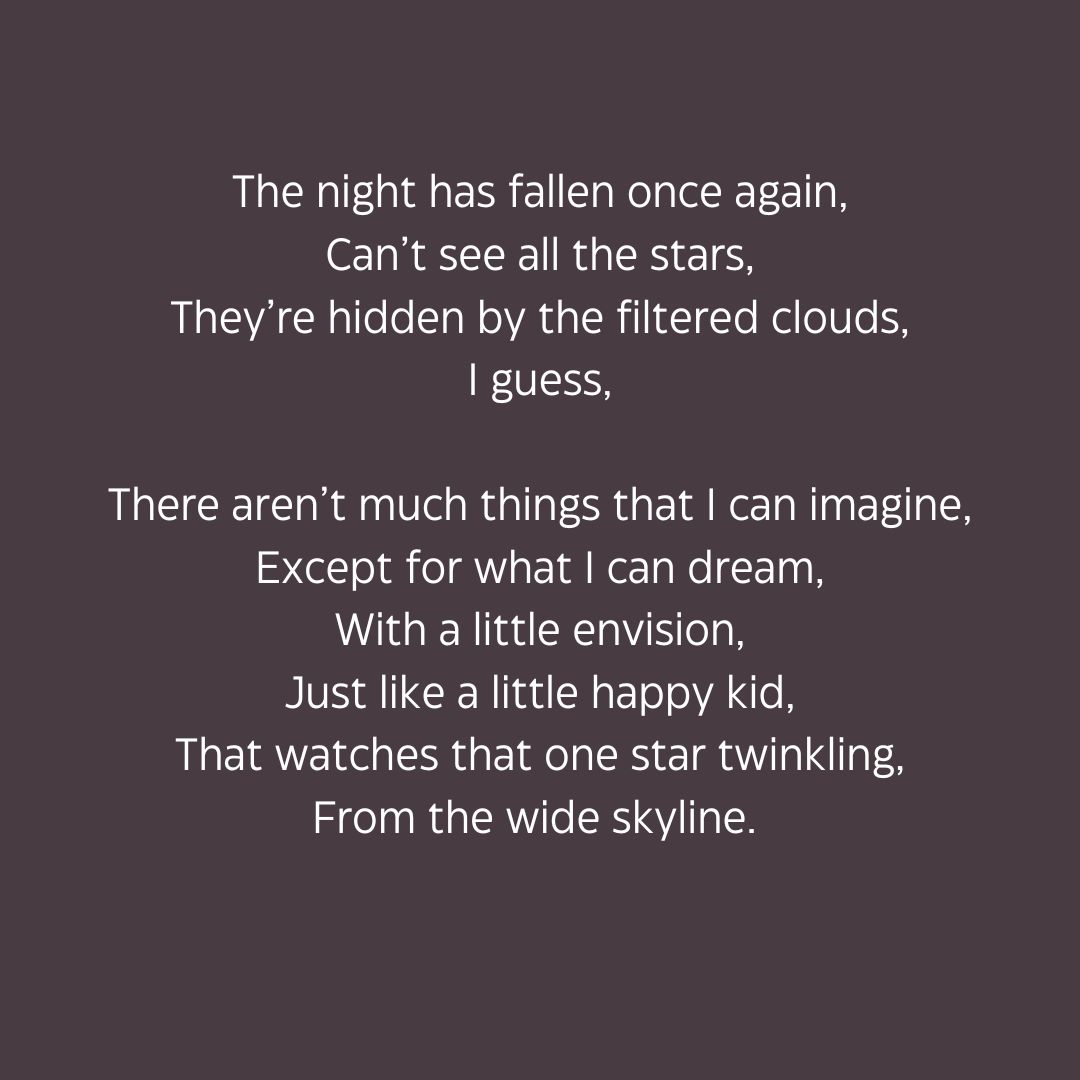 The night has fallen once again,
Can’t see all the stars,
They’re hidden by the filtered clouds,
I guess,
There aren’t much things that I can imagine,
Except for what I can dream,
With a little envision,
Just like a little happy kid,
That watches that one star twinkling,
From the wide skyline.